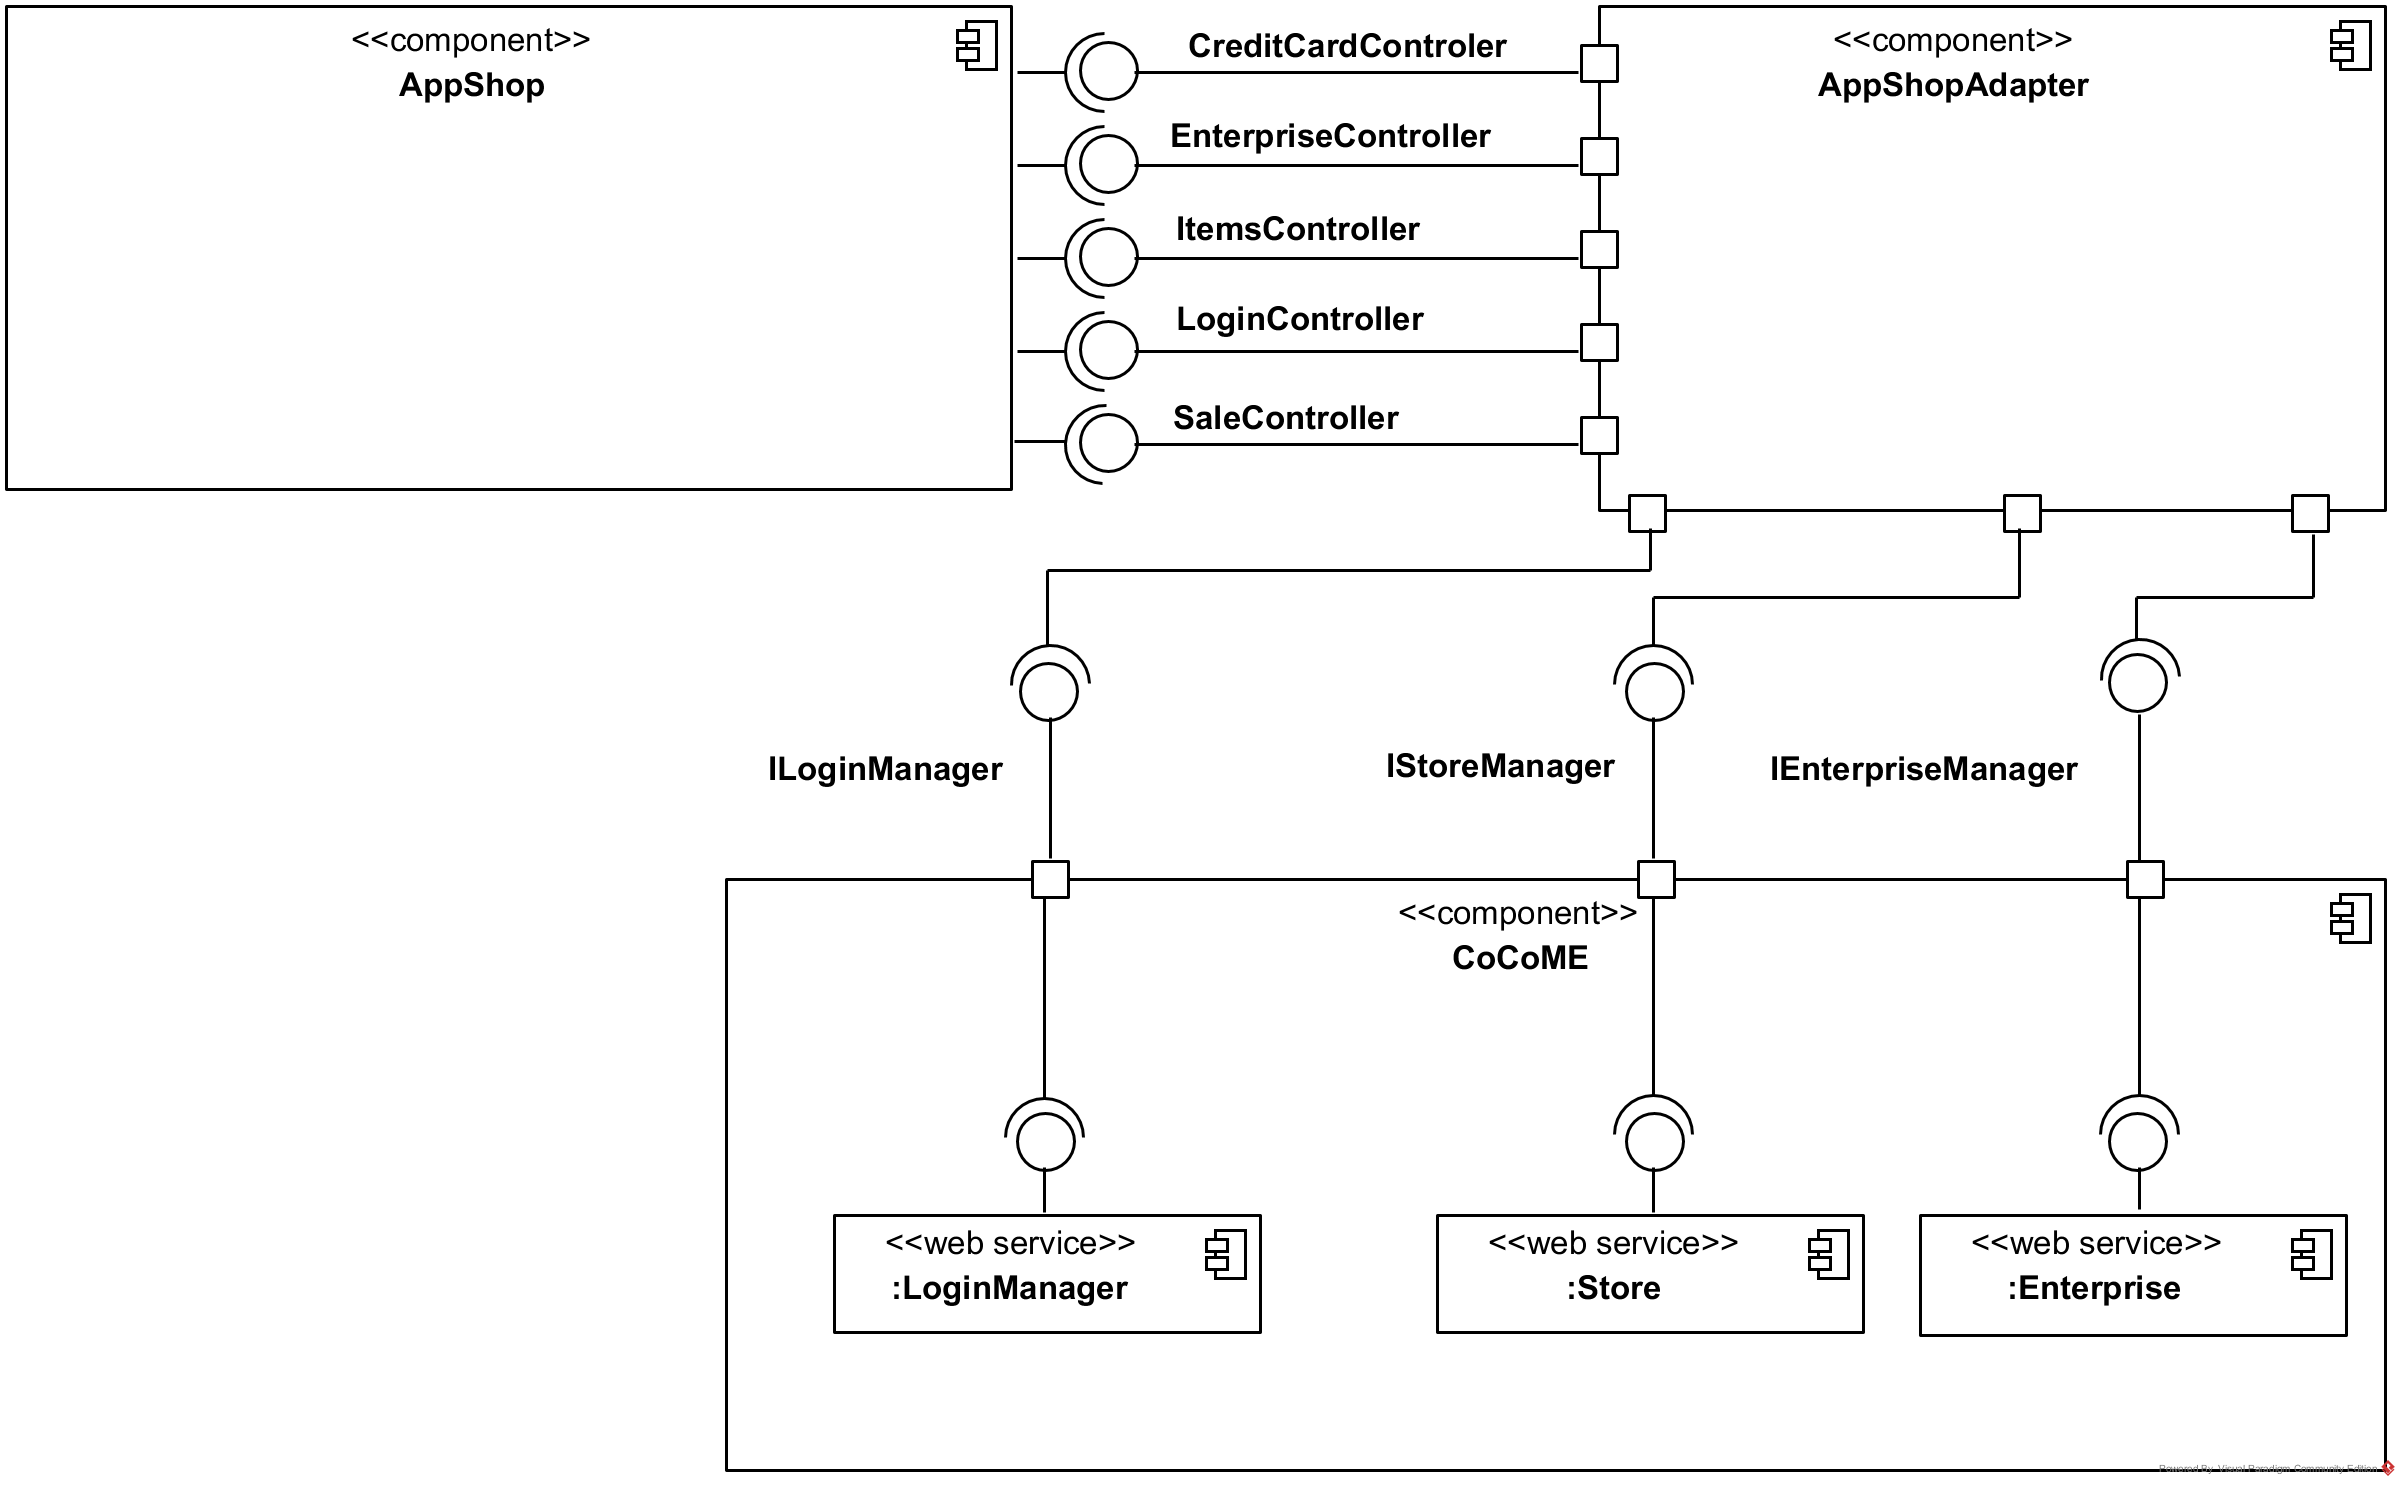 <<component>>
AppShop
CreditCardControler
EnterpriseController
ItemsController
LoginController
SaleController
<<component>>
AppShopAdapter
ILoginManager
IStoreManager
IEnterpriseManager
<<component>>
CoCoME
<<web service>>
:LoginManager
<<web service>>
:Store
<<web service>>
:Enterprise
Powered By Visual Paradigm Community Edition